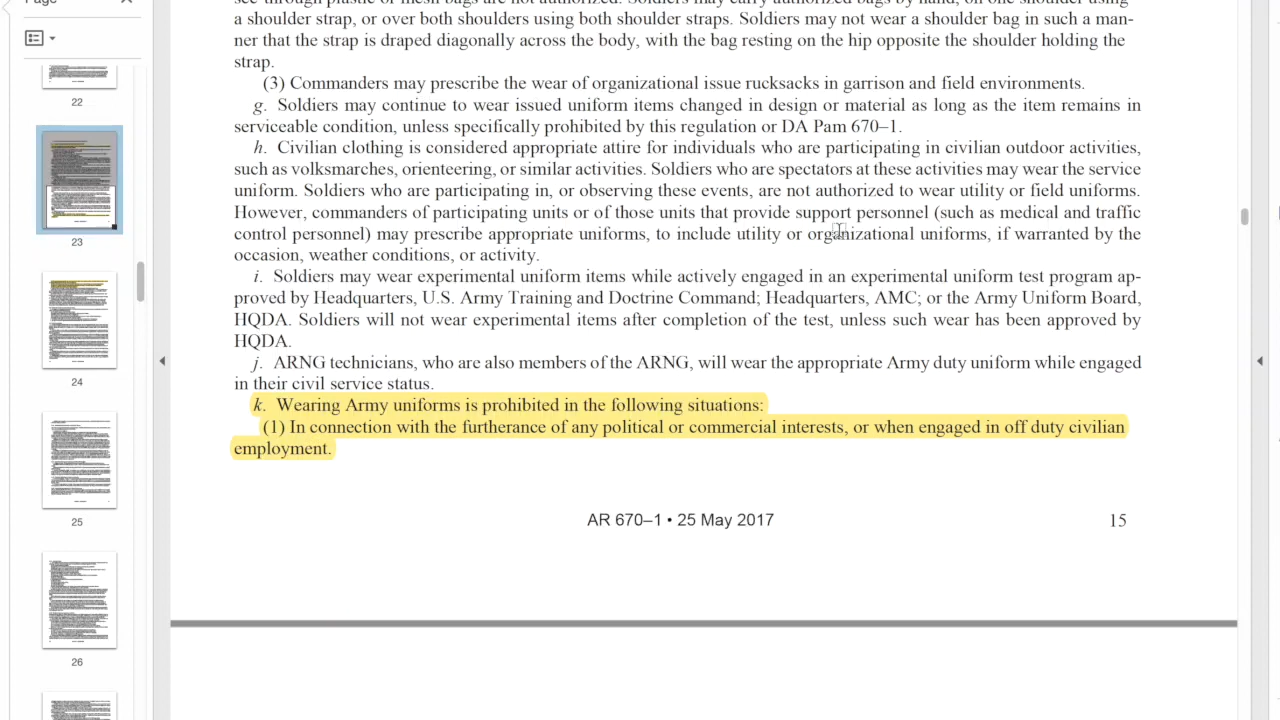 Page
see through plastic or mesh bags are not authorized. Soldiers may carry authorized bags by hand, on one shoulder using
a shoulder strap, or over both shoulders using both shoulder straps. Soldiers may not wear a shoulder bag in such a man-
ner that the strap is draped diagonally across the body, with the bag resting on the hip opposite the shoulder holding the
strap.
(3) Commanders may prescribe the wear of organizational issue rucksacks in garrison and field environments.
g. Soldiers may continue to wear issued uniform items changed in design or material as long as the item remains in
serviceable condition, unless specifically prohibited by this regulation or DA Pam 670–1.
h. Civilian clothing is considered appropriate attire for individuals who are participating in civilian outdoor activities,
such as volksmarches, orienteering, or similar activities. Soldiers who are spectators at these activities may wear the service
uniform. Soldiers who are participating in, or observing these events, are not authorized to wear utility or field uniforms.
However, commanders of participating units or of those units that provide support personnel (such as medical and traffic
control personnel) may prescribe appropriate uniforms, to include utility or organizational uniforms, if warranted by the
occasion, weather conditions, or activity.
i. Soldiers may wear experimental uniform items while actively engaged in an experimental uniform test program ap-
proved by Headquarters, U.S. Army Training and Doctrine Command; Headquarters, AMC; or the Army Uniform Board,
HQDA. Soldiers will not wear experimental items after completion of the test, unless such wear has been approved by
HQDA.
j. ARNG technicians, who are also members of the ARNG, will wear the appropriate Army duty uniform while engaged
in their civil service status.
k. Wearing Army uniforms is prohibited in the following situations:
(1) In connection with the furtherance of any political or commercial interests, or when engaged in off duty civilian
employment.
AR 670–1 • 25 May 2017
15
22
23
24
25
26